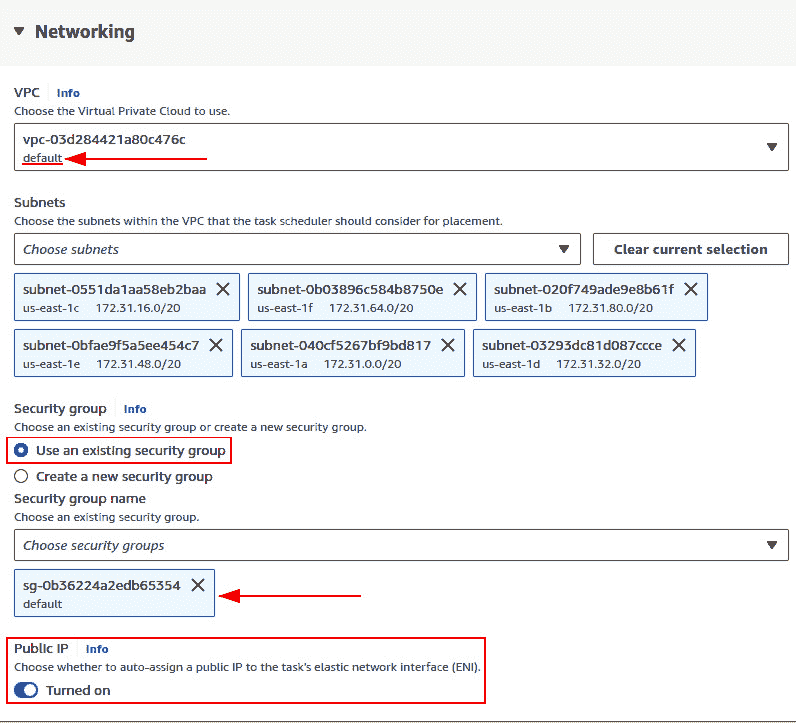 Networking
VPC Info
Choose the Virtual Private Cloud to use.
vpc-03d284421a80c476c
default
Subnets
Choose the subnets within the VPC that the task scheduler should consider for placement.
Choose subnets Clear current selection
subnet-0551da1aa58eb2baa subnet-0b03896c584b8750e subnet-020f749ade9e8b61f
us-east-1c 172.31.16.0/20 us-east-1f 172.31.64.0/20 us-east-1b 172.31.80.0/20
subnet-0bfae9f5a5ee454c7 subnet-040cf5267bf9bd817 subnet-03293dc81d087ccce
us-east-1e 172.31.48.0/20 us-east-1a 172.31.0.0/20 us-east-1d 172.31.32.0/20
Security group Info
Choose an existing security group or create a new security group.
Use an existing security group
Create a new security group
Security group name
Choose an existing security group.
Choose security groups
sg-0b36224a2edb65354
default
Public IP Info
Choose whether to auto-assign a public IP to the task's elastic network interface (ENI).
Turned on